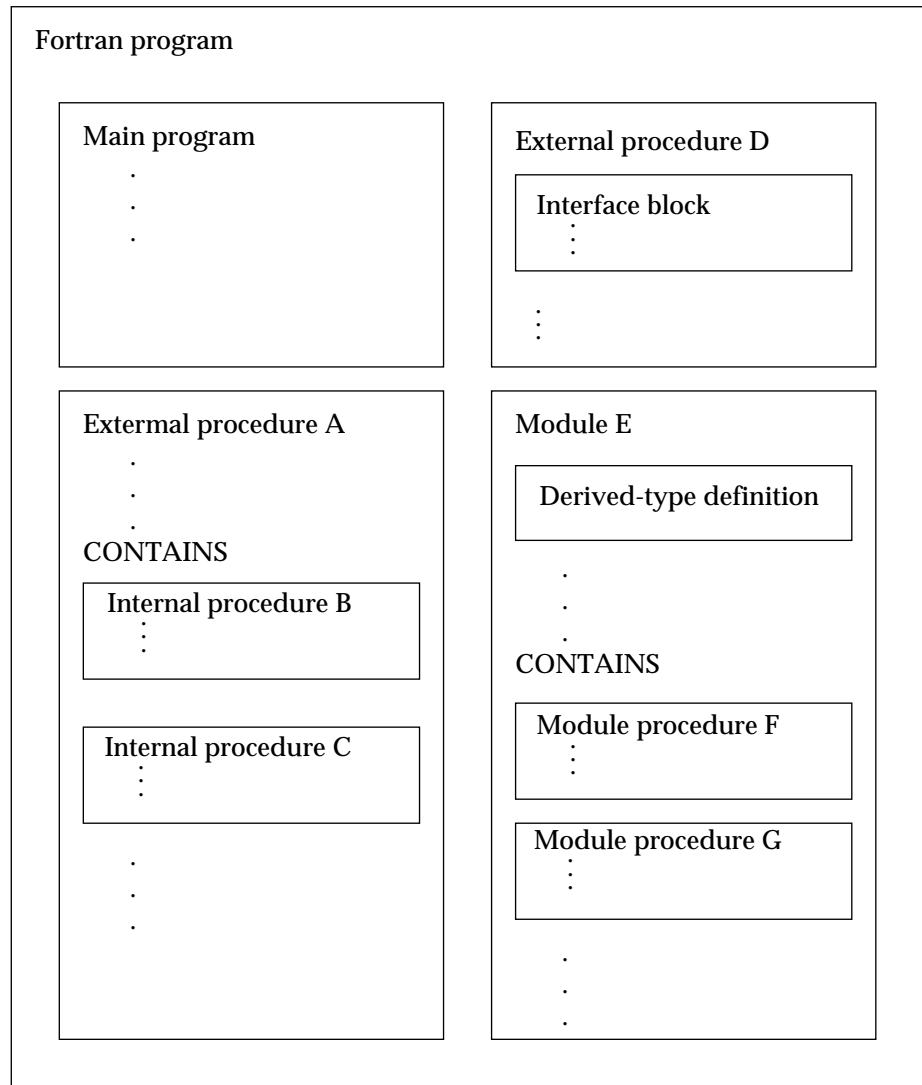 Fortran program
Main program
.
.
.
External procedure D
Interface block
.
.
.
.
.
.
Extermal procedure A
.
.
.
CONTAINS
Internal procedure B
.
.
.
Internal procedure C
.
.
.
.
.
.
Module E
Derived-type definition
.
.
.
CONTAINS
Module procedure F
.
.
.
Module procedure G
.
.
.
.
.
.